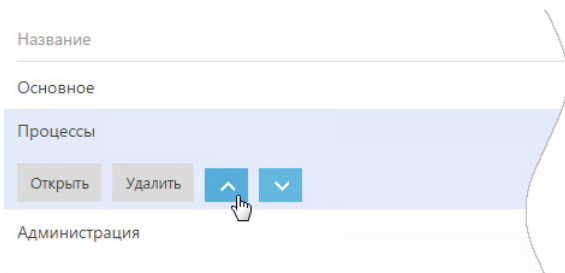 Название
Основное
Процессы
Открыть Удалить
Администрация